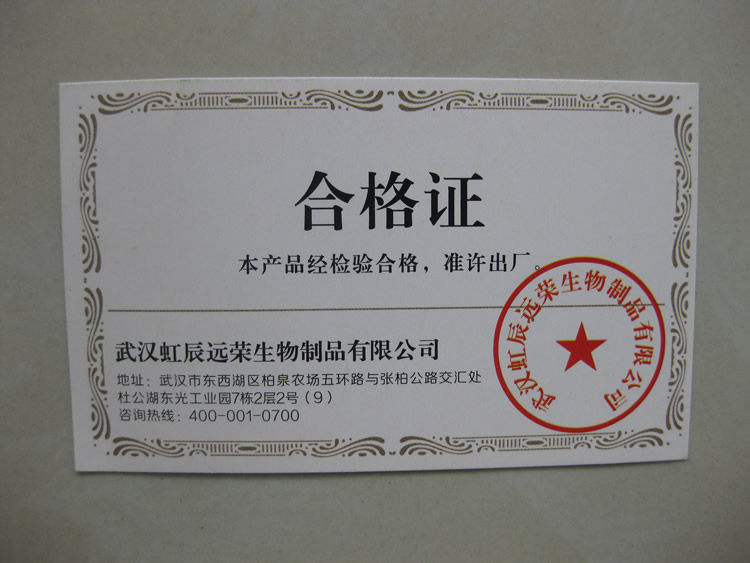 合格证
本产品经检验合格，准许出厂。
武汉虹辰远荣生物制品有限公司
地址：武汉市东西湖区柏泉农场五环路与张柏公路交汇处
杜公湖东光工业园7栋2层2号（9）
咨询热线：400-001-0700
武汉虹辰远荣生物制品有限公司